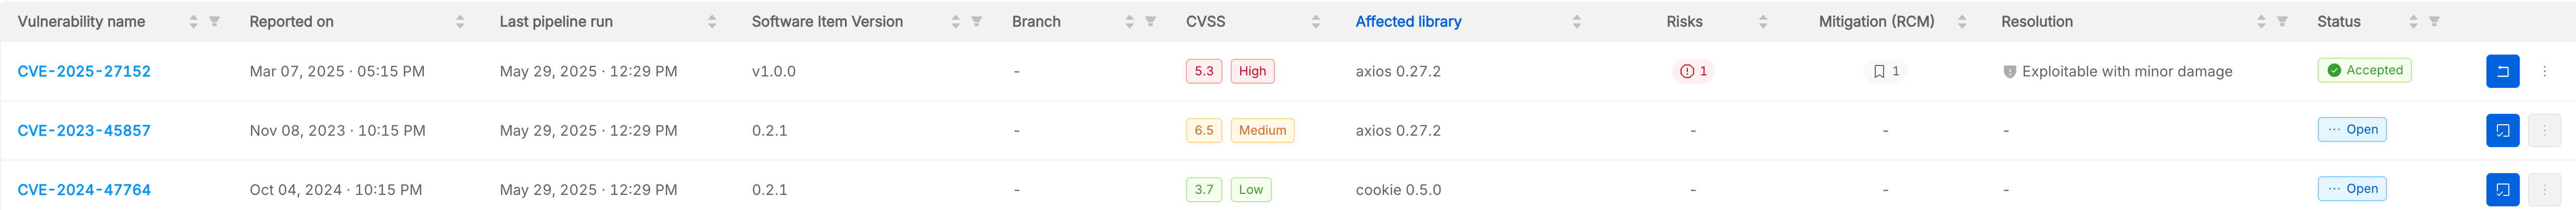 Vulnerability name Reported on Last pipeline run Software Item Version Branch CVSS Affected library Risks Mitigation (RCM) Resolution Status
CVE-2025-27152 Mar 07, 2025 · 05:15 PM May 29, 2025 · 12:29 PM v1.0.0 - 5.3 High axios 0.27.2 1 1 Exploitable with minor damage Accepted
CVE-2023-45857 Nov 08, 2023 · 10:15 PM May 29, 2025 · 12:29 PM 0.2.1 - 6.5 Medium axios 0.27.2 - - - Open
CVE-2024-47764 Oct 04, 2024 · 10:15 PM May 29, 2025 · 12:29 PM 0.2.1 - 3.7 Low cookie 0.5.0 - - - Open